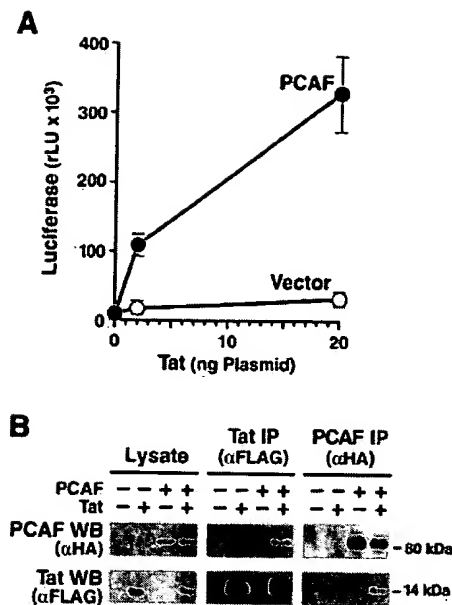 A
400
300
200
100
0
Luciferase (rLU x 10³)
PCAF
Vector
0 10 20
Tat (ng Plasmid)
B
Lysate Tat IP (αFLAG) PCAF IP (αHA)
PCAF – – + + – – + + – – + +
Tat – + – + – + – + – + – +
PCAF WB (αHA) – 80 kDa
Tat WB (αFLAG) – 14 kDa